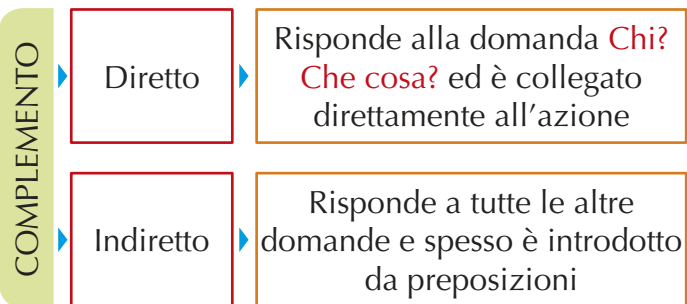 COMPLEMENTO
Diretto
Risponde alla domanda Chi?
Che cosa? ed è collegato
direttamente all’azione
Indiretto
Risponde a tutte le altre
domande e spesso è introdotto
da preposizioni